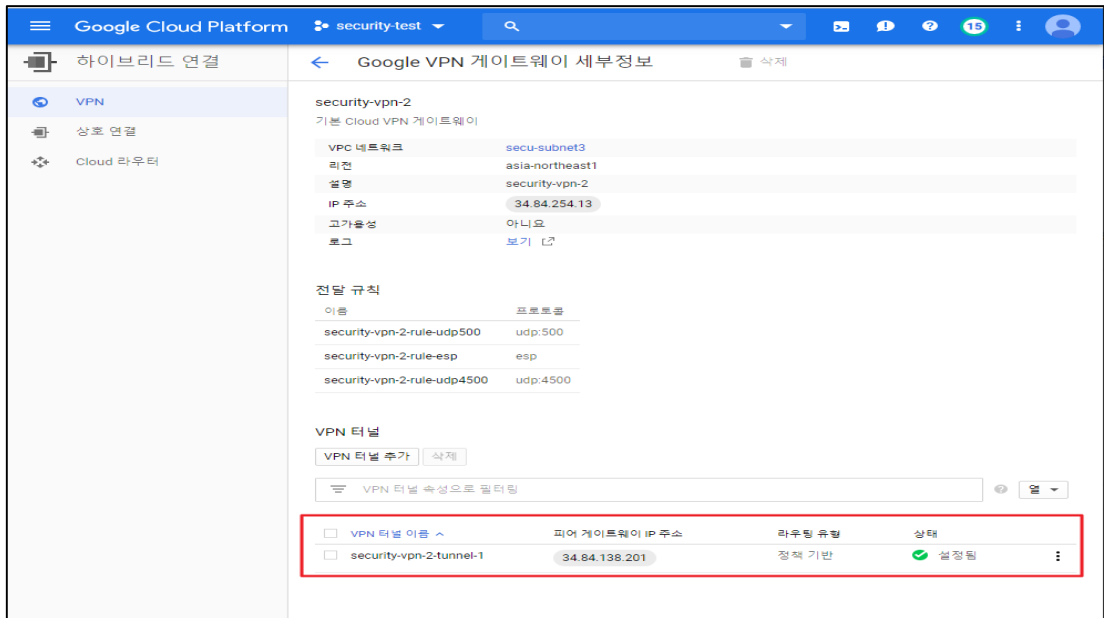 Google Cloud Platform
security-test
15
하이브리드 연결
Google VPN 게이트웨이 세부정보
삭제
VPN
상호 연결
Cloud 라우터
security-vpn-2
기본 Cloud VPN 게이트웨이
VPC 네트워크 secu-subnet3
리전 asia-northeast1
설명 security-vpn-2
IP 주소 34.84.254.13
고가용성 아니요
로그 보기
전달 규칙
이름 프로토콜
security-vpn-2-rule-udp500 udp:500
security-vpn-2-rule-esp esp
security-vpn-2-rule-udp4500 udp:4500
VPN 터널
VPN 터널 추가 삭제
VPN 터널 속성으로 필터링
열
VPN 터널 이름 피어 게이트웨이 IP 주소 라우팅 유형 상태
security-vpn-2-tunnel-1 34.84.138.201 정책 기반 설정됨